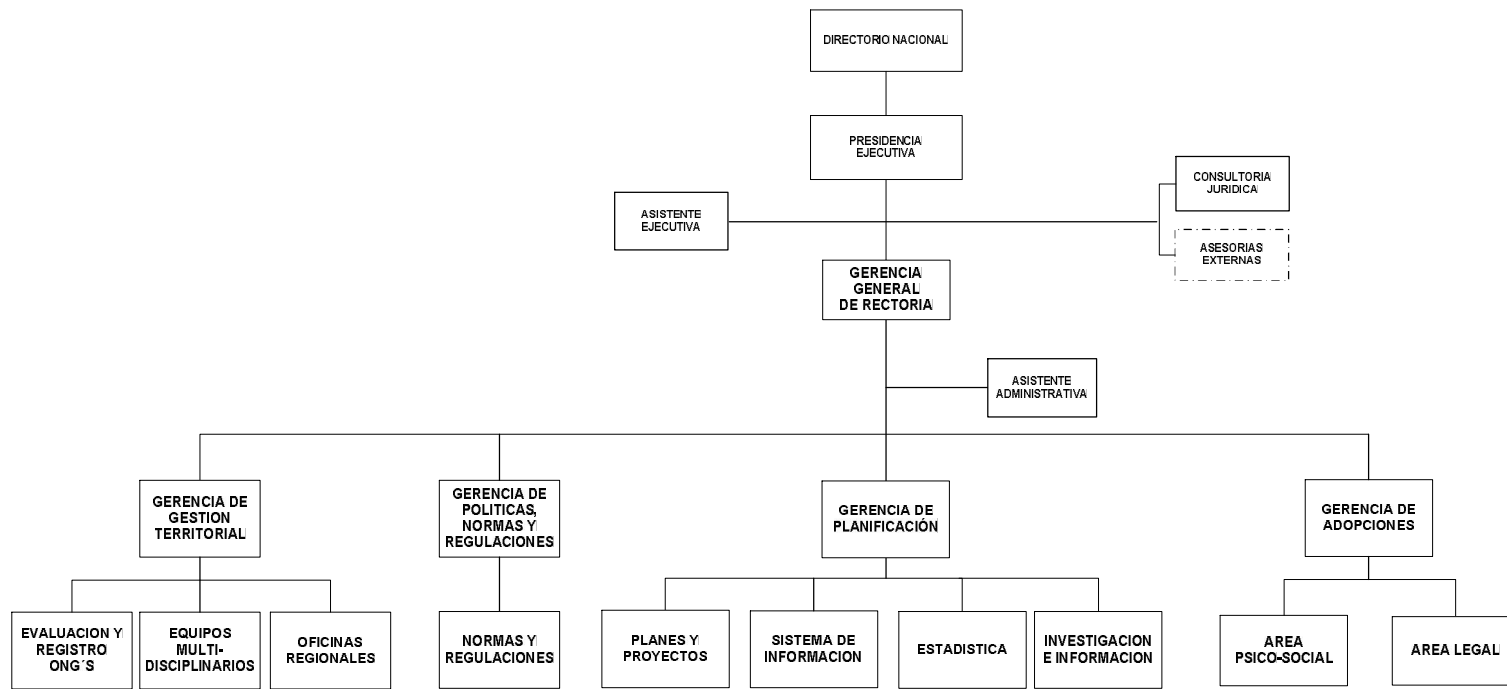 DIRECTORIO NACIONAL
PRESIDENCIA
EJECUTIVA
CONSULTORIA
JURIDICA
ASISTENTE
EJECUTIVA
ASESORIAS
EXTERNAS
GERENCIA
GENERAL
DE RECTORIA
ASISTENTE
ADMINISTRATIVA
GERENCIA DE
GESTION
TERRITORIAL
GERENCIA DE
POLITICAS,
NORMAS Y
REGULACIONES
GERENCIA DE
PLANIFICACIÓN
GERENCIA DE
ADOPCIONES
EVALUACION Y
REGISTRO
ONG´S
EQUIPOS
MULTI-
DISCIPLINARIOS
OFICINAS
REGIONALES
NORMAS Y
REGULACIONES
PLANES Y
PROYECTOS
SISTEMA DE
INFORMACION
ESTADISTICA
INVESTIGACION
E INFORMACION
AREA
PSICO-SOCIAL
AREA LEGAL